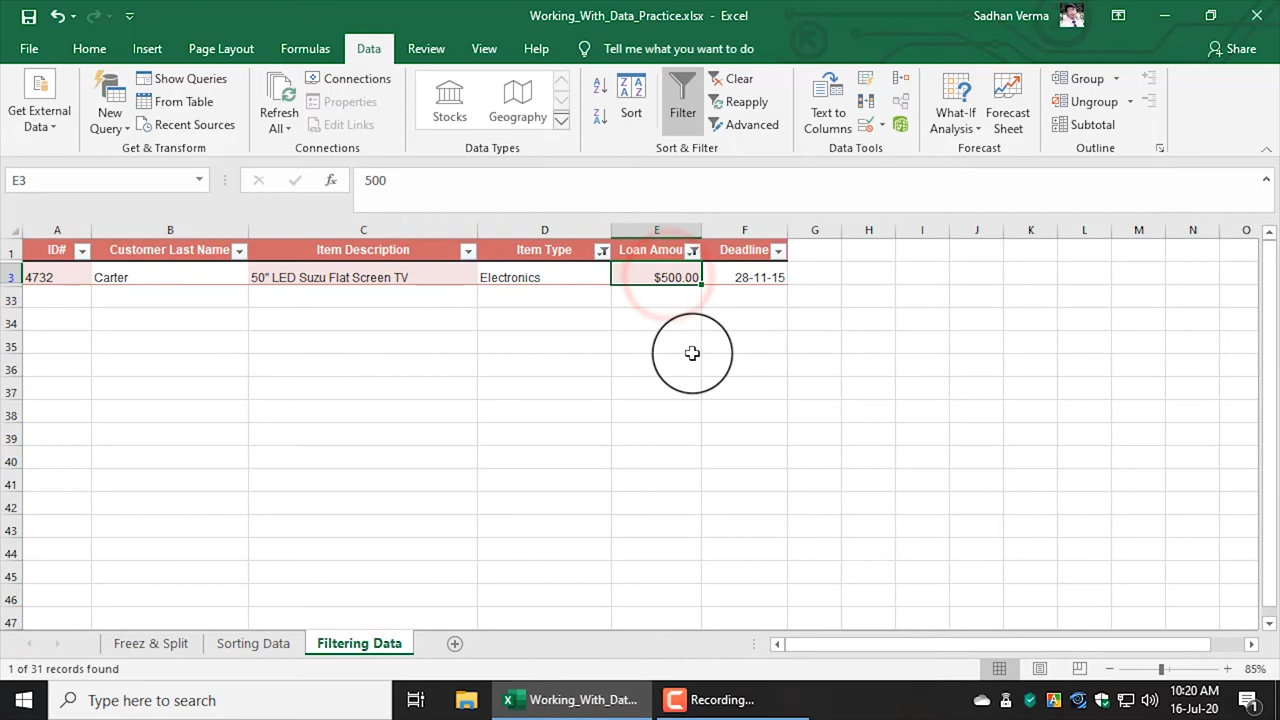 Working_With_Data_Practice.xlsx - Excel
Sadhan Verma
File Home Insert Page Layout Formulas Data Review View Help Tell me what you want to do Share
Get External Data
New Query
Show Queries
From Table
Recent Sources
Get & Transform
Refresh All
Connections
Properties
Edit Links
Connections
Stocks
Geography
Data Types
Sort
Filter
Clear
Reapply
Advanced
Sort & Filter
Text to Columns
Data Tools
What-If Analysis
Forecast Sheet
Forecast
Group
Ungroup
Subtotal
Outline
E3 fx 500
A B C D E F G H I J K L M N O
1 ID# Customer Last Name Item Description Item Type Loan Amou Deadline
3 4732 Carter 50" LED Suzu Flat Screen TV Electronics $500.00 28-11-15
33
34
35
36
37
38
39
40
41
42
43
44
45
46
47
Freez & Split Sorting Data Filtering Data
1 of 31 records found 85%
Type here to search Working_With_Dat... Recording... 10:20 AM
16-Jul-20
1